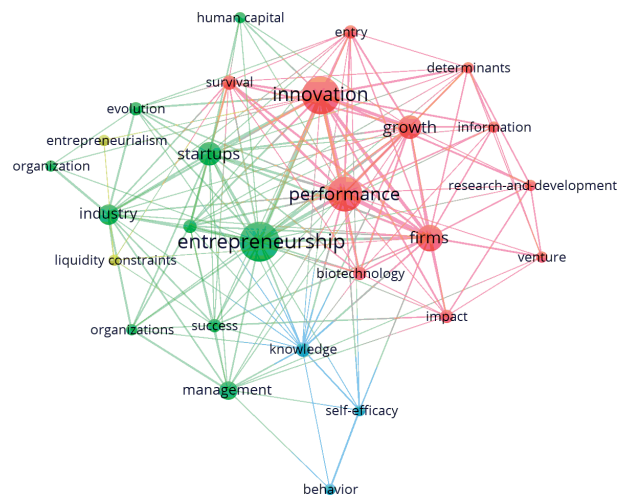 human capital
entry
determinants
survival
innovation
evolution
growth
information
entrepreneurialism
startups
organization
research-and-development
performance
industry
entrepreneurship
firms
venture
liquidity constraints
biotechnology
impact
organizations
success
knowledge
management
self-efficacy
behavior